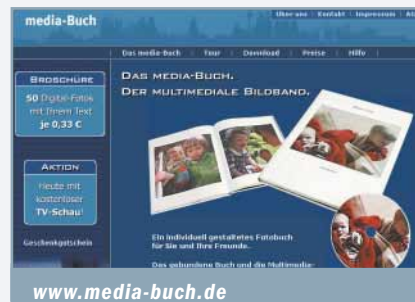 media-Buch
Über uns | Kontakt | Impressum
Das media-Buch | Tour | Download | Preise | Hilfe |
BROSCHÜRE
50 Digital-Fotos
mit Ihrem Text
je 0,33 €
AKTION
Heute mit
kostenloser
TV-Schau!
Geschenkgutschein
DAS MEDIA-BUCH.
DER MULTIMEDIALE BILDBAND.
Ein individuell gestaltetes Fotobuch
für Sie und Ihre Freunde.
Das gebundene Buch und die Multimedia-
www.media-buch.de